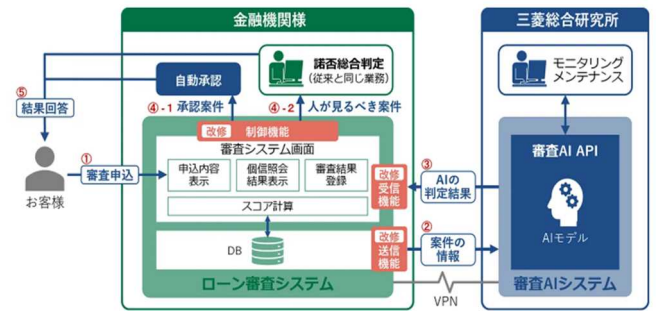 金融機関様
三菱総合研究所
自動承認
諾否総合判定
(従来と同じ業務)
モニタリング
メンテナンス
⑤
結果回答
④-1 承認案件
④-2 人が見るべき案件
改修 制御機能
審査システム画面
申込内容
表示
個信照会
結果表示
審査結果
登録
スコア計算
DB
ローン審査システム
①
審査申込
お客様
改修
受信
機能
③
AIの
判定結果
改修
送信
機能
②
案件の
情報
VPN
審査AI API
AIモデル
審査AIシステム